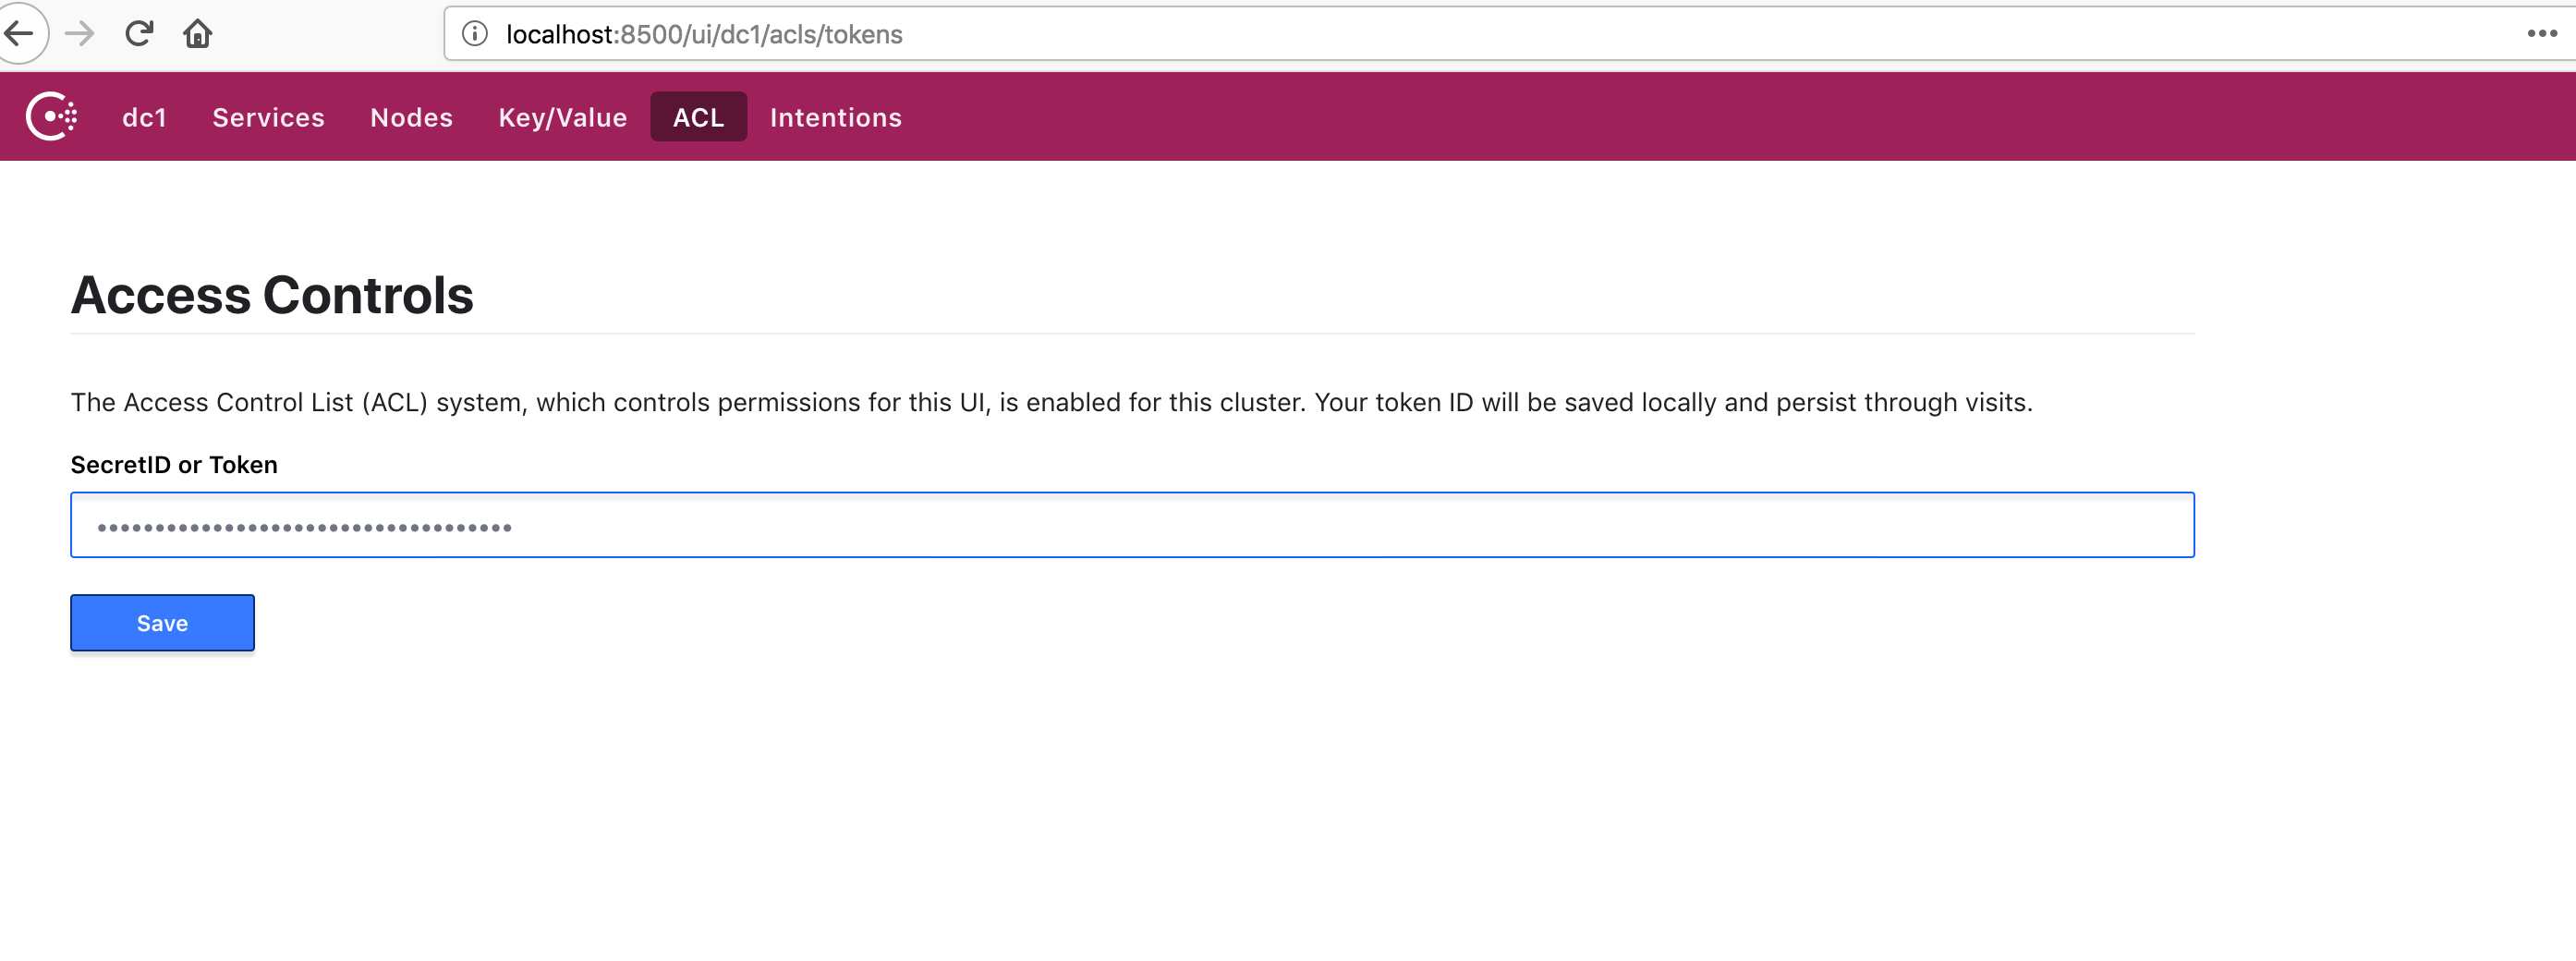 localhost:8500/ui/dc1/acls/tokens
dc1 Services Nodes Key/Value ACL Intentions
Access Controls
The Access Control List (ACL) system, which controls permissions for this UI, is enabled for this cluster. Your token ID will be saved locally and persist through visits.
SecretID or Token
••••••••••••••••••••••••••••••••••••
Save